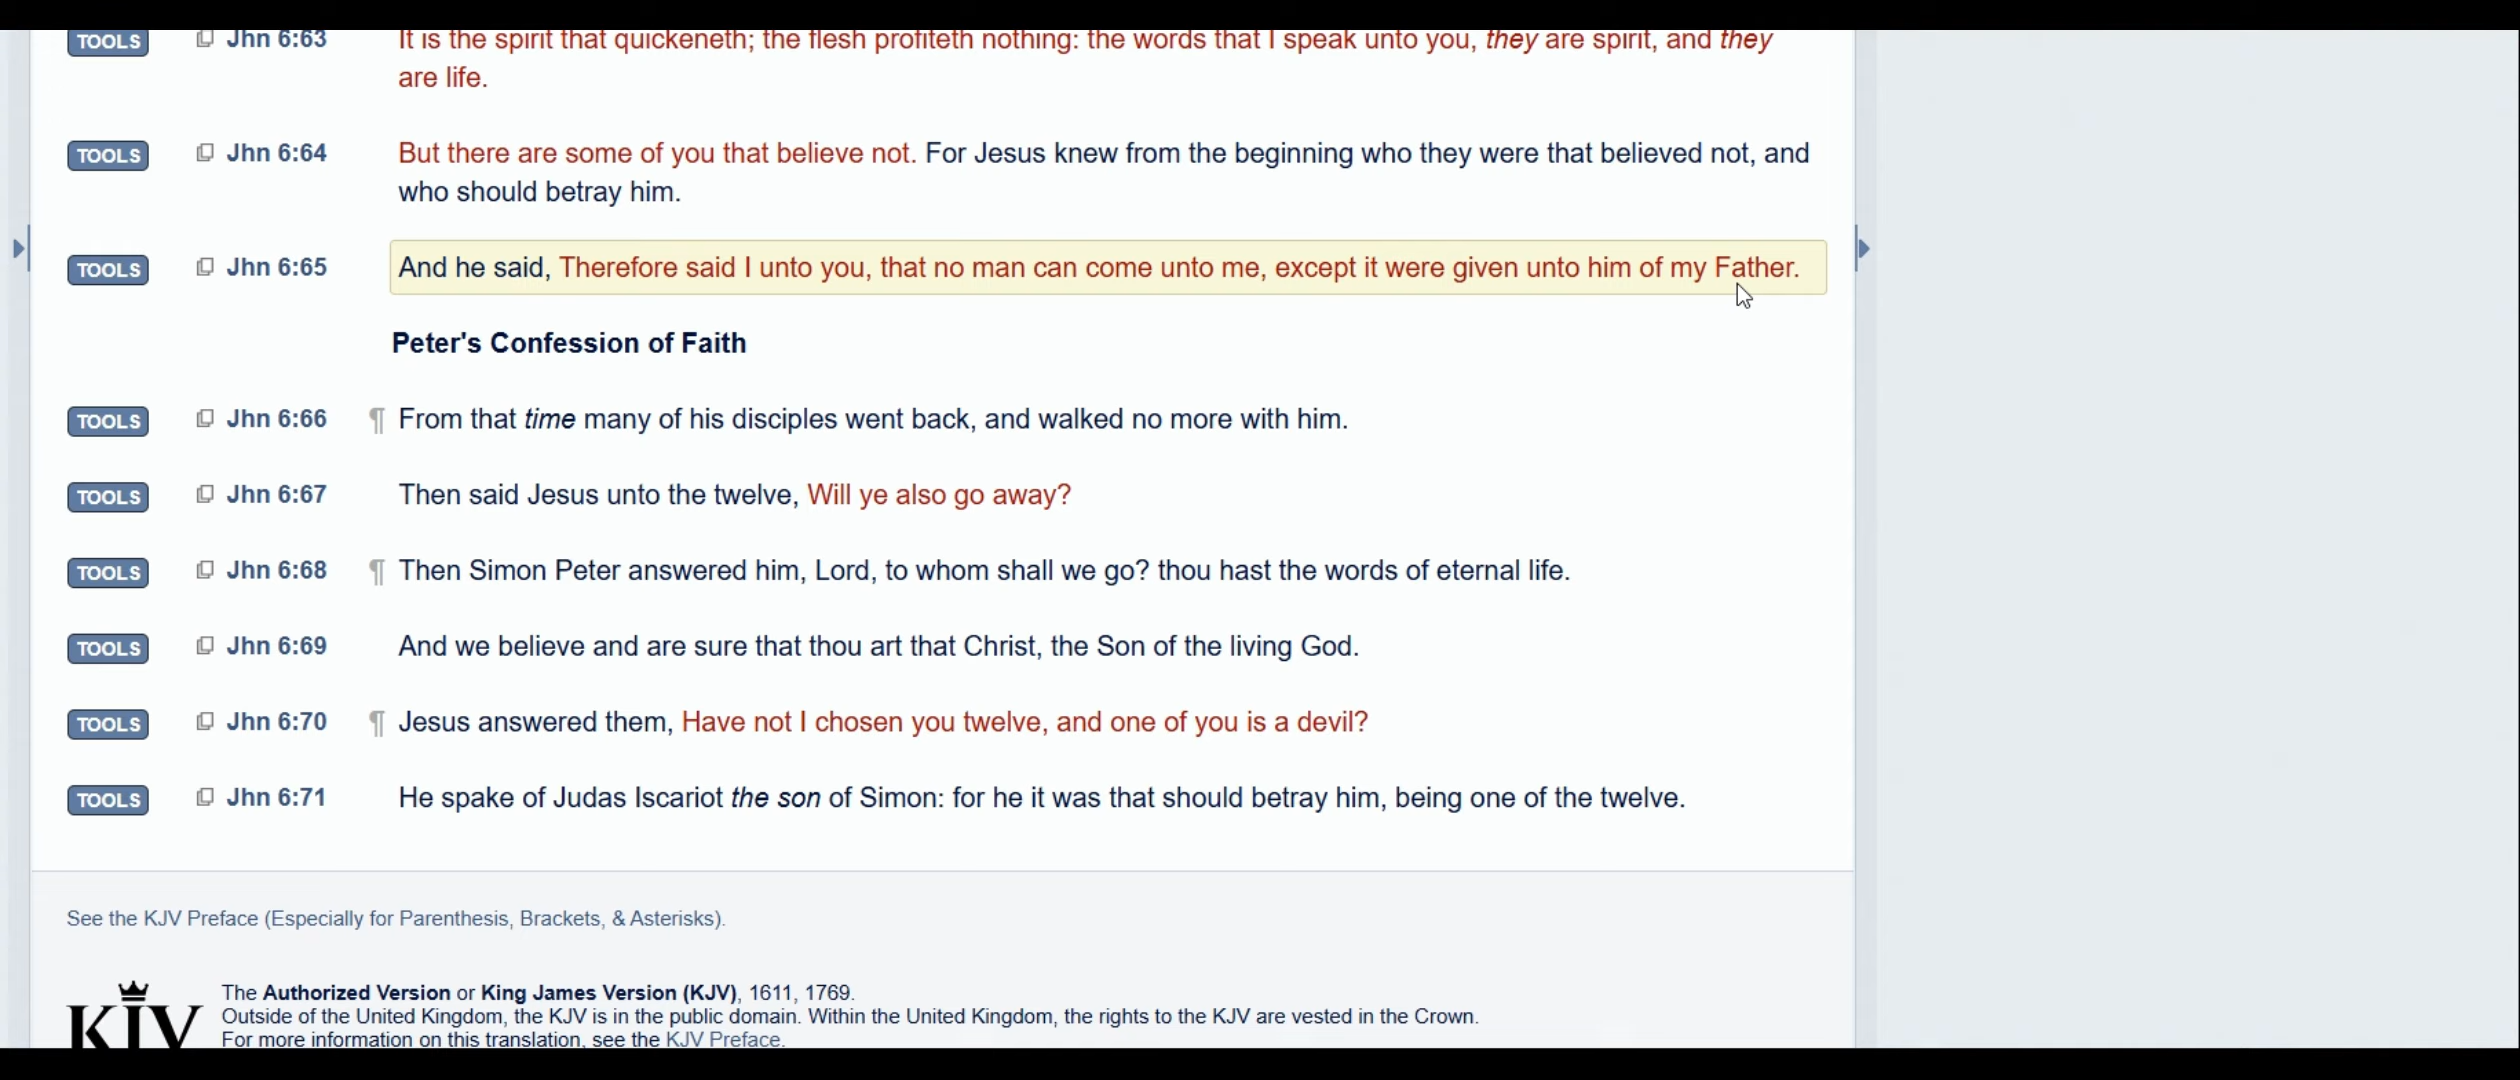 TOOLS Jhn 6:63 It is the spirit that quickeneth; the flesh profiteth nothing: the words that I speak unto you, they are spirit, and they
are life.
TOOLS Jhn 6:64 But there are some of you that believe not. For Jesus knew from the beginning who they were that believed not, and
who should betray him.
TOOLS Jhn 6:65 And he said, Therefore said I unto you, that no man can come unto me, except it were given unto him of my Father.
Peter's Confession of Faith
TOOLS Jhn 6:66 ¶ From that time many of his disciples went back, and walked no more with him.
TOOLS Jhn 6:67 Then said Jesus unto the twelve, Will ye also go away?
TOOLS Jhn 6:68 ¶ Then Simon Peter answered him, Lord, to whom shall we go? thou hast the words of eternal life.
TOOLS Jhn 6:69 And we believe and are sure that thou art that Christ, the Son of the living God.
TOOLS Jhn 6:70 ¶ Jesus answered them, Have not I chosen you twelve, and one of you is a devil?
TOOLS Jhn 6:71 He spake of Judas Iscariot the son of Simon: for he it was that should betray him, being one of the twelve.
See the KJV Preface (Especially for Parenthesis, Brackets, & Asterisks).
KJV
The Authorized Version or King James Version (KJV), 1611, 1769.
Outside of the United Kingdom, the KJV is in the public domain. Within the United Kingdom, the rights to the KJV are vested in the Crown.
For more information on this translation, see the KJV Preface.